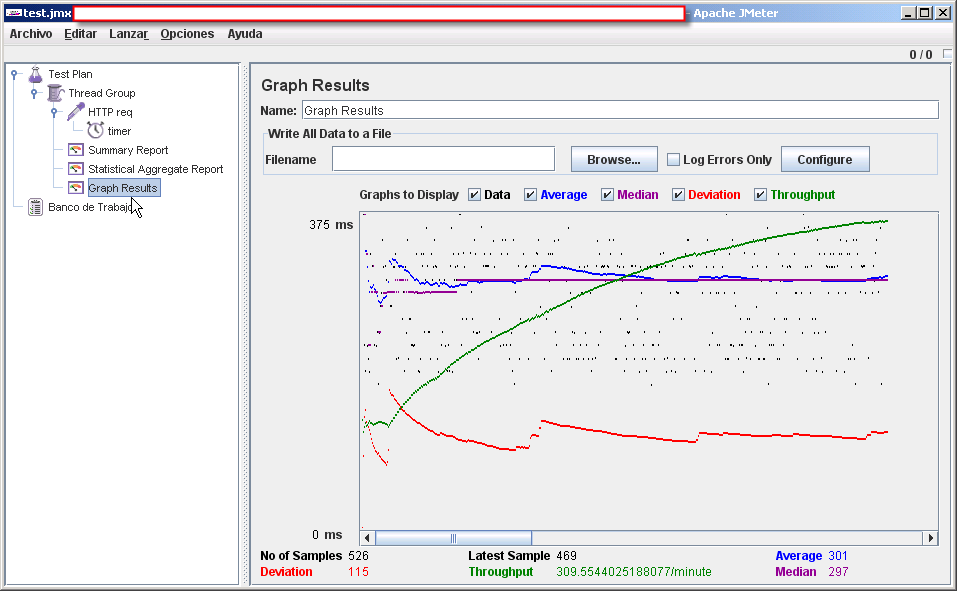 test.jmx - Apache JMeter
Archivo Editar Lanzar Opciones Ayuda
0 / 0
Test Plan
Thread Group
HTTP req
timer
Summary Report
Statistical Aggregate Report
Graph Results
Banco de Trabajo
Graph Results
Name: Graph Results
Write All Data to a File
Filename Browse... Log Errors Only Configure
Graphs to Display Data Average Median Deviation Throughput
375 ms
0 ms
No of Samples 526 Latest Sample 469 Average 301
Deviation 115 Throughput 309.5544025188077/minute Median 297